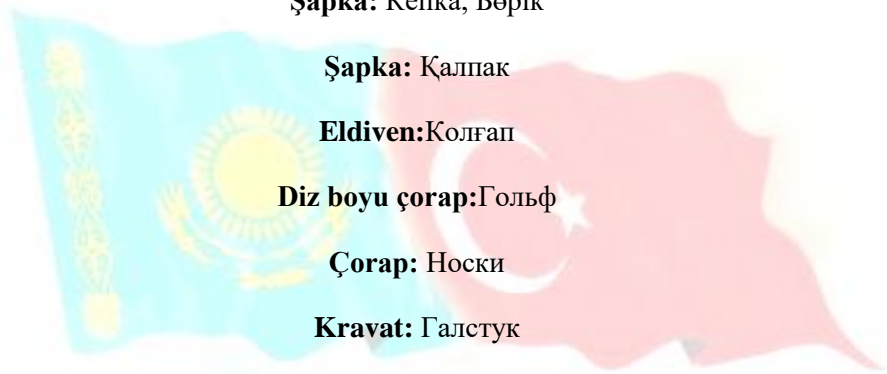 Şapka: Кепка, Бөрік
Şapka: Қалпак
Eldiven:Колғап
Diz boyu çorap:Гольф
Çorap: Носки
Kravat: Галстук